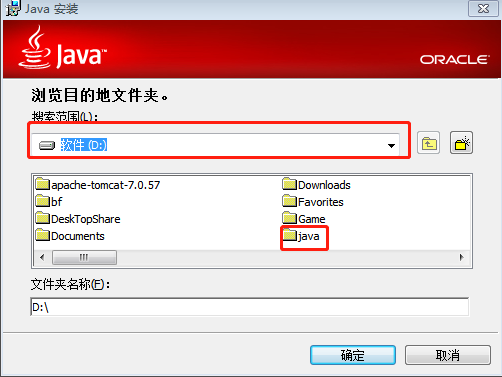 Java 安装
Java™
ORACLE
浏览目的地文件夹。
搜索范围(L):
软件 (D:)
apache-tomcat-7.0.57
bf
DeskTopShare
Documents
Downloads
Favorites
Game
java
文件夹名称(F):
D:\
确定
取消